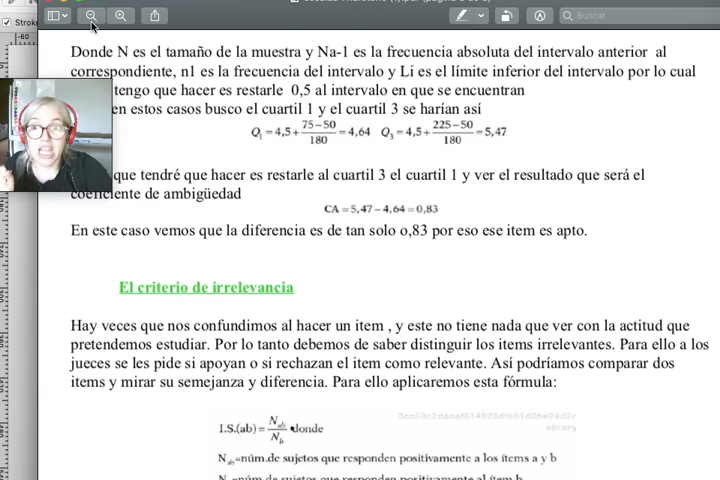 Buscar
Stroke
-60
Donde N es el tamaño de la muestra y Na-1 es la frecuencia absoluta del intervalo anterior al
correspondiente, n1 es la frecuencia del intervalo y Li es el límite inferior del intervalo por lo cual
tengo que hacer es restarle 0,5 al intervalo en que se encuentran
en estos casos busco el cuartil 1 y el cuartil 3 se harían así
Q₁ = 4,5+ 75−50/180 = 4,64 Q₃ = 4,5+ 225−50/180 = 5,47
que tendré que hacer es restarle al cuartil 3 el cuartil 1 y ver el resultado que será el
coeficiente de ambigüedad
CA = 5,47 − 4,64 = 0,83
En este caso vemos que la diferencia es de tan solo o,83 por eso ese item es apto.
El criterio de irrelevancia
Hay veces que nos confundimos al hacer un item , y este no tiene nada que ver con la actitud que
pretendemos estudiar. Por lo tanto debemos de saber distinguir los items irrelevantes. Para ello a los
jueces se les pide si apoyan o si rechazan el item como relevante. Así podríamos comparar dos
items y mirar su semejanza y diferencia. Para ello aplicaremos esta fórmula:
I.S.(ab)= Nab/Nb donde
ebrary
Nab=núm.de sujetos que responden positivamente a los ítems a y b